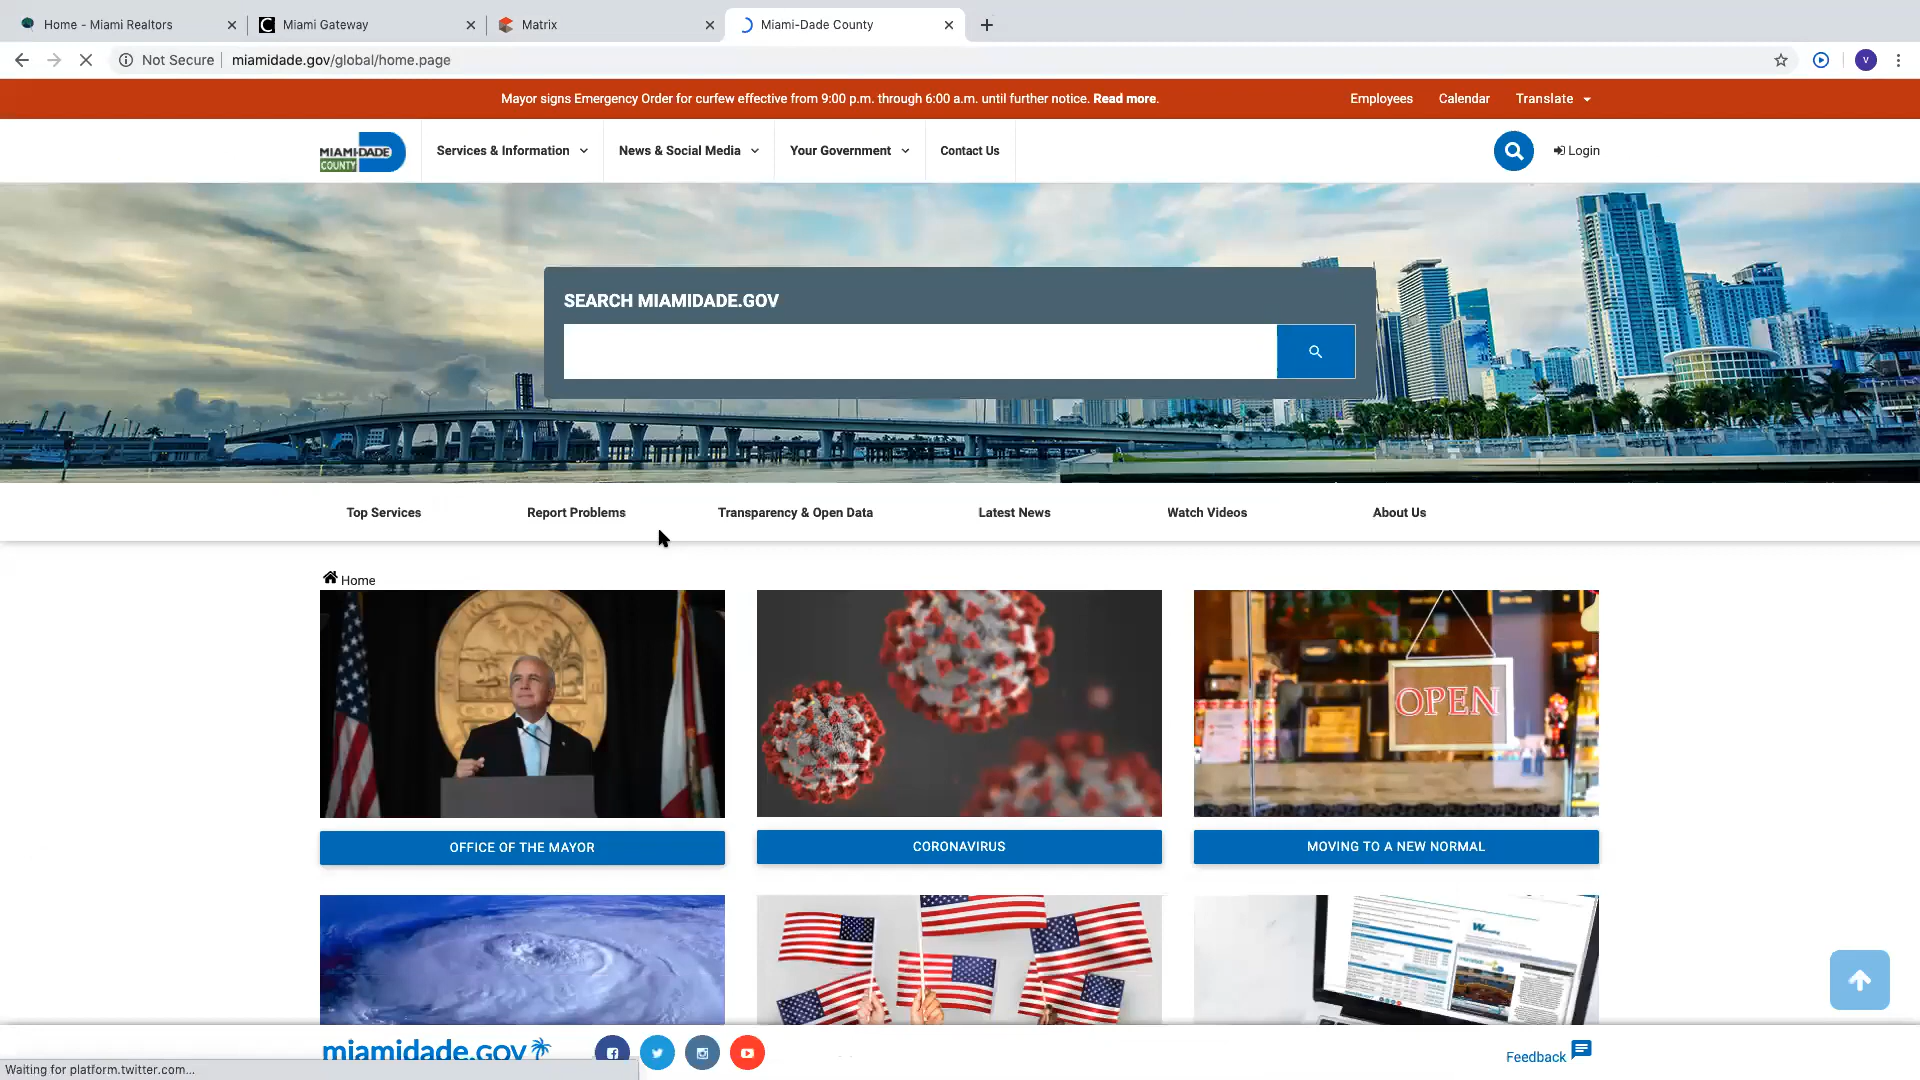 Home - Miami Realtors
Miami Gateway
Matrix
Miami-Dade County
Not Secure
miamidade.gov/global/home.page
V
Mayor signs Emergency Order for curfew effective from 9:00 p.m. through 6:00 a.m. until further notice. Read more.
Employees
Calendar
Translate
MIAMI-DADE
COUNTY
Services & Information
News & Social Media
Your Government
Contact Us
Login
SEARCH MIAMIDADE.GOV
Top Services
Report Problems
Transparency & Open Data
Latest News
Watch Videos
About Us
Home
OPEN
OFFICE OF THE MAYOR
CORONAVIRUS
MOVING TO A NEW NORMAL
miamidade.gov
Feedback
Waiting for platform.twitter.com...